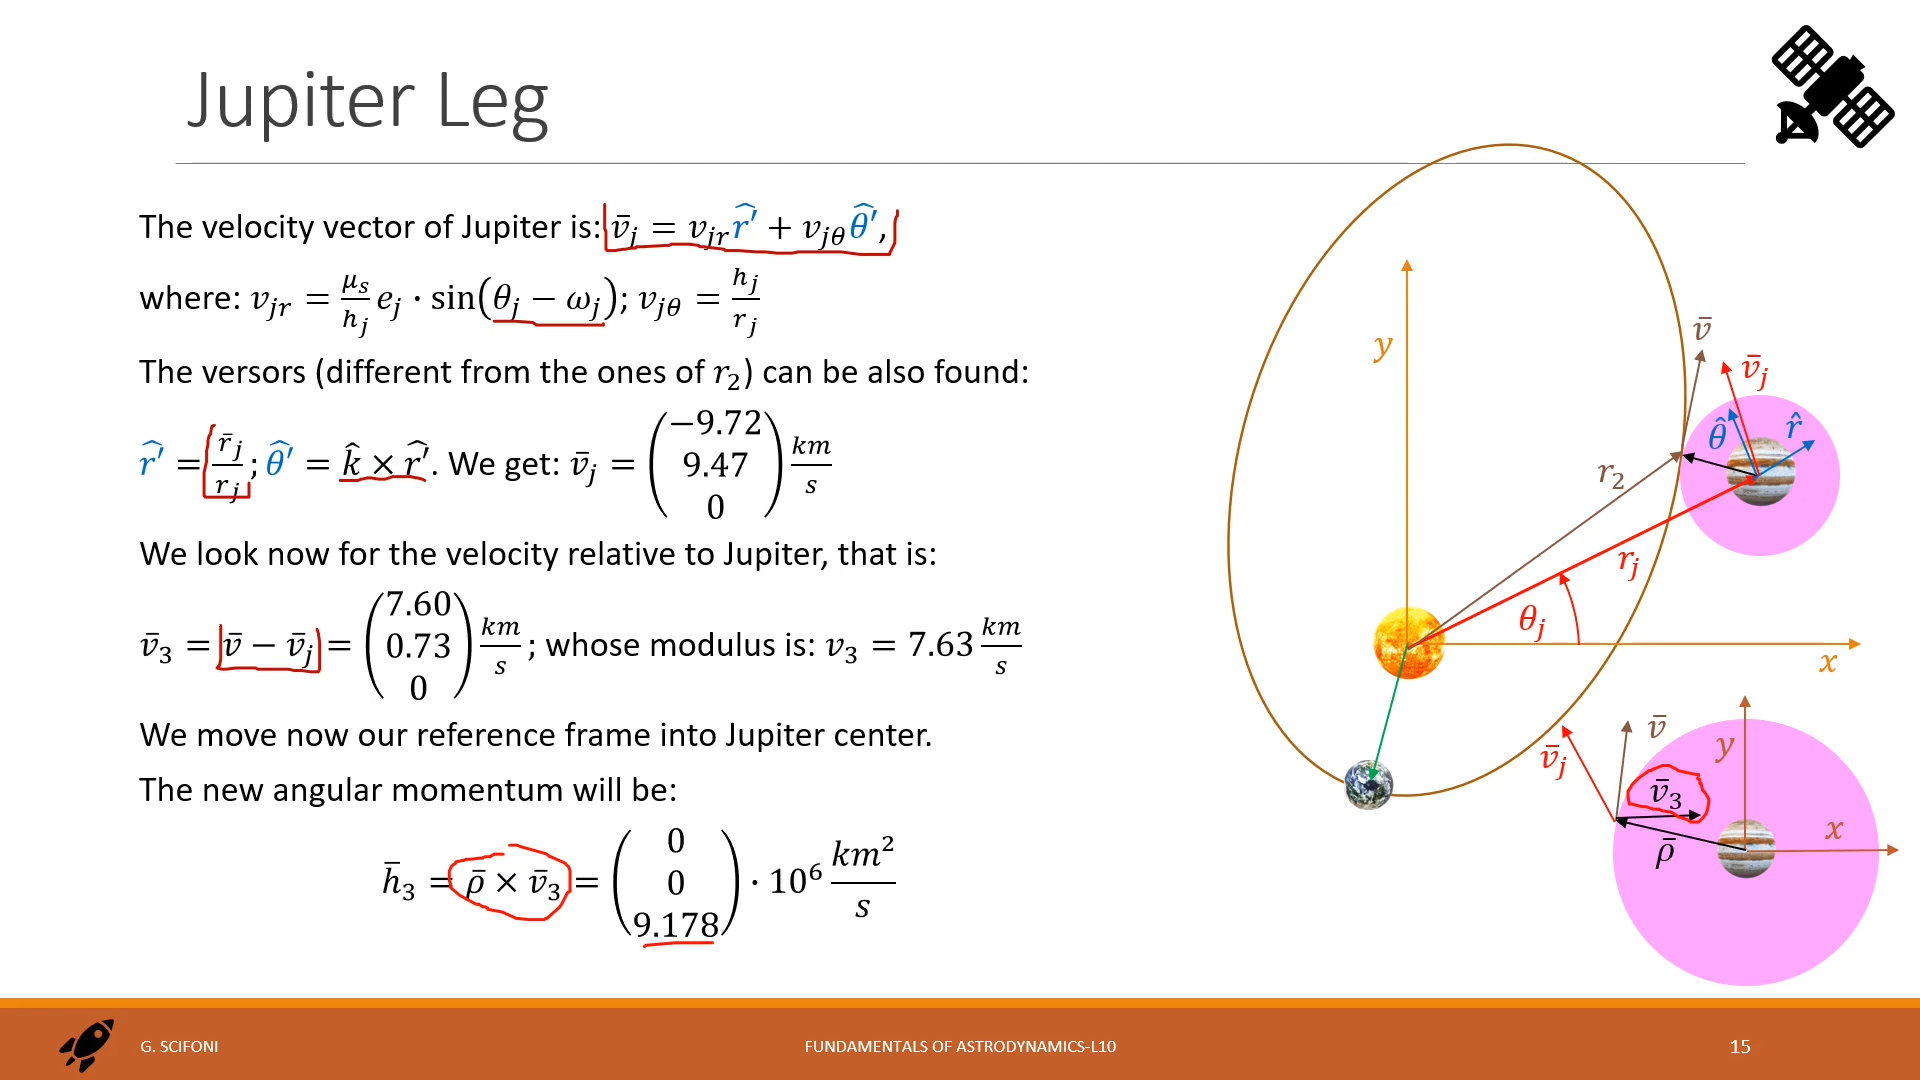 Jupiter Leg
The velocity vector of Jupiter is: v̄ⱼ = vⱼᵣ r̂′ + v_jθ θ̂′,
where: vⱼᵣ = μₛ/hⱼ eⱼ · sin(θⱼ − ωⱼ); v_jθ = hⱼ/rⱼ
The versors (different from the ones of r₂) can be also found:
r̂′ = r̄ⱼ/rⱼ; θ̂′ = k̂ × r̂′. We get: v̄ⱼ = (−9.72 9.47 0) km/s
We look now for the velocity relative to Jupiter, that is:
v̄₃ = v̄ − v̄ⱼ = (7.60 0.73 0) km/s ; whose modulus is: v₃ = 7.63 km/s
We move now our reference frame into Jupiter center.
The new angular momentum will be:
h̄₃ = ρ̄ × v̄₃ = (0 0 9.178) · 10⁶ km²/s
y
v̄
v̄ⱼ
θ̂
r̂
r₂
rⱼ
θⱼ
x
v̄
y
v̄ⱼ
v̄₃
x
ρ̄
G. SCIFONI
FUNDAMENTALS OF ASTRODYNAMICS-L10
15